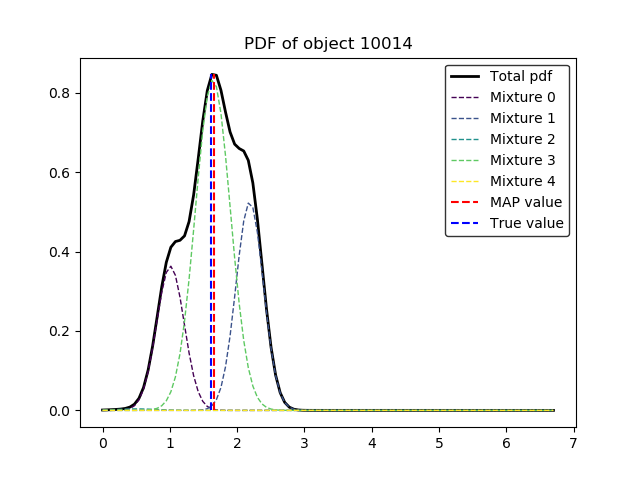 PDF of object 10014
Total pdf
Mixture 0
Mixture 1
Mixture 2
Mixture 3
Mixture 4
MAP value
True value
0.8
0.6
0.4
0.2
0.0
0 1 2 3 4 5 6 7